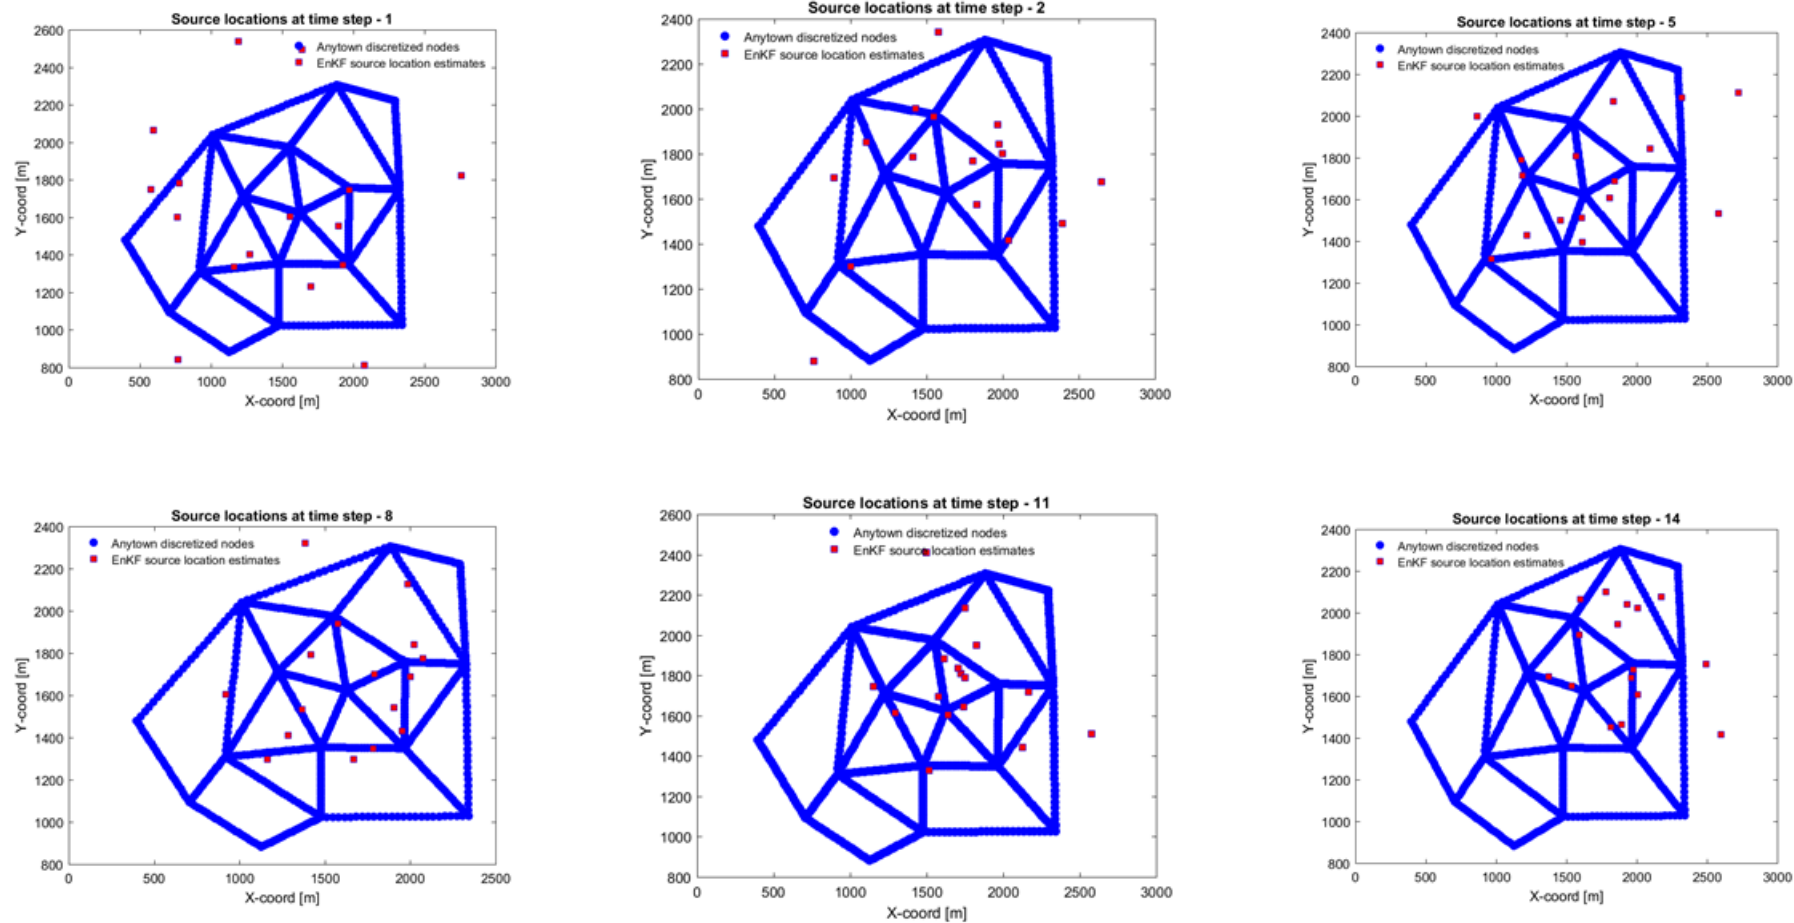 Source locations at time step - 1
Anytown discretized nodes
EnKF source location estimates
2600
2400
2200
2000
1800
1600
1400
1200
1000
800
Y-coord [m]
0 500 1000 1500 2000 2500 3000
X-coord [m]
Source locations at time step - 2
Anytown discretized nodes
EnKF source location estimates
2400
2200
2000
1800
1600
1400
1200
1000
800
Y-coord [m]
0 500 1000 1500 2000 2500 3000
X-coord [m]
Source locations at time step - 5
Anytown discretized nodes
EnKF source location estimates
2400
2200
2000
1800
1600
1400
1200
1000
800
Y-coord [m]
0 500 1000 1500 2000 2500 3000
X-coord [m]
Source locations at time step - 8
Anytown discretized nodes
EnKF source location estimates
2400
2200
2000
1800
1600
1400
1200
1000
800
Y-coord [m]
0 500 1000 1500 2000 2500
X-coord [m]
Source locations at time step - 11
Anytown discretized nodes
EnKF source location estimates
2600
2400
2200
2000
1800
1600
1400
1200
1000
800
Y-coord [m]
0 500 1000 1500 2000 2500 3000
X-coord [m]
Source locations at time step - 14
Anytown discretized nodes
EnKF source location estimates
2400
2200
2000
1800
1600
1400
1200
1000
800
Y-coord [m]
0 500 1000 1500 2000 2500 3000
X-coord [m]